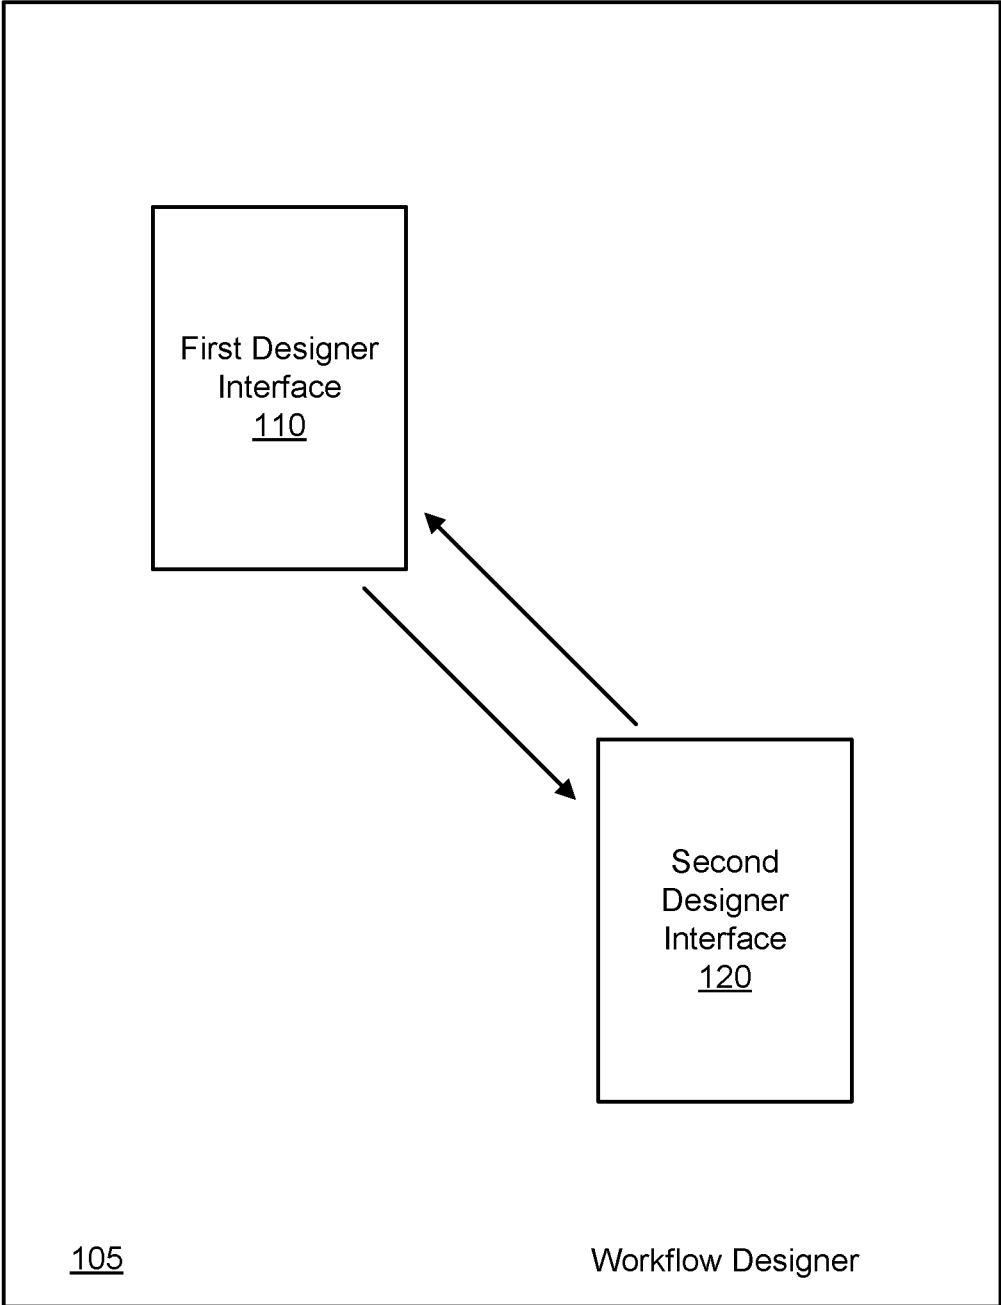 First Designer
Interface
110
Second
Designer
Interface
120
105
Workflow Designer